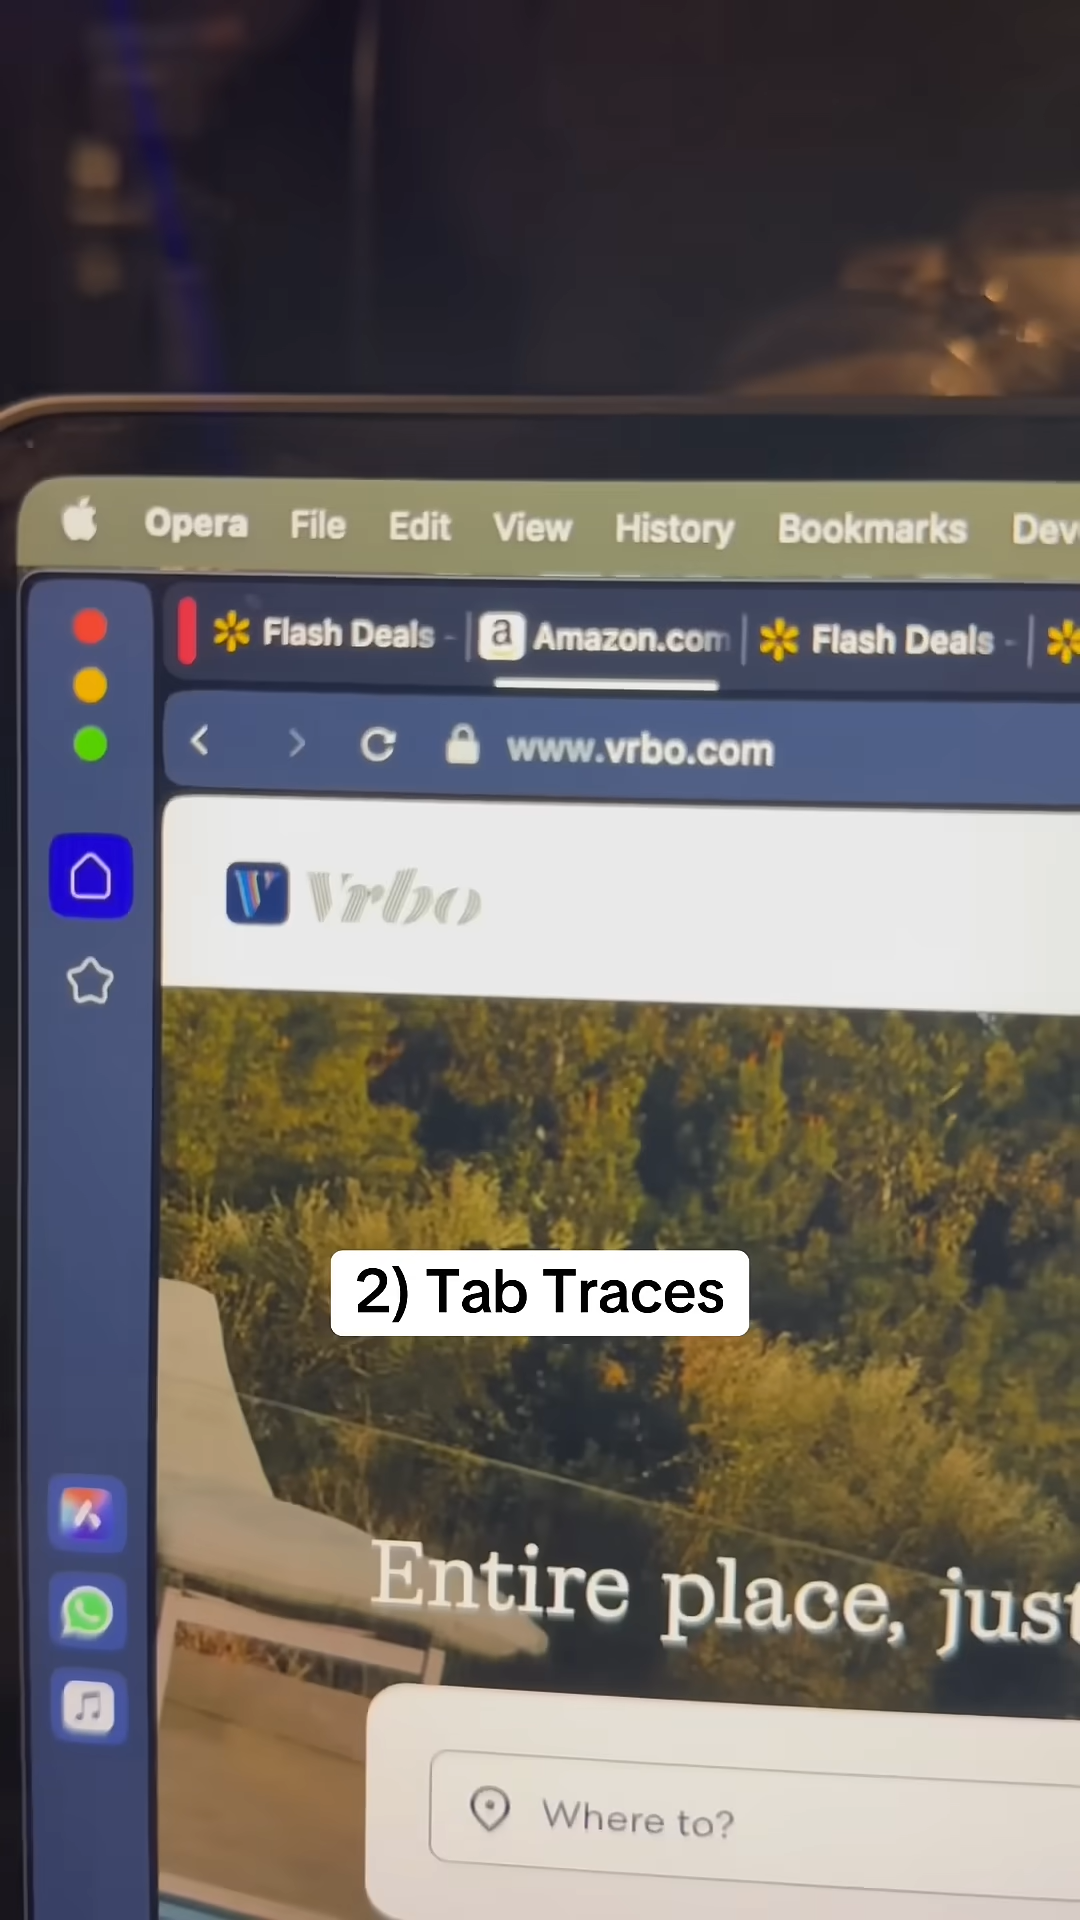 Opera File Edit View History Bookmarks Dev
Flash Deals - a Amazon.com Flash Deals -
www.vrbo.com
V Vrbo
2) Tab Traces
Entire place, just
Where to?